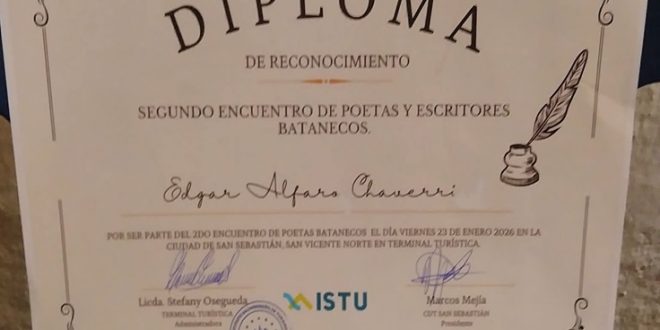 DIPLOMA
DE RECONOCIMIENTO
SEGUNDO ENCUENTRO DE POETAS Y ESCRITORES
BATANECOS.
Edgar Alfaro Chaverri
POR SER PARTE DEL 2DO ENCUENTRO DE POETAS BATANECOS EL DÍA VIERNES 23 DE ENERO 2026 EN LA
CIUDAD DE SAN SEBASTIÁN, SAN VICENTE NORTE EN TERMINAL TURÍSTICA.
Licda. Stefany Osegueda
TERMINAL TURÍSTICA
Administradora
ISTU
Marcos Mejía
CDT SAN SEBASTIÁN
Presidente